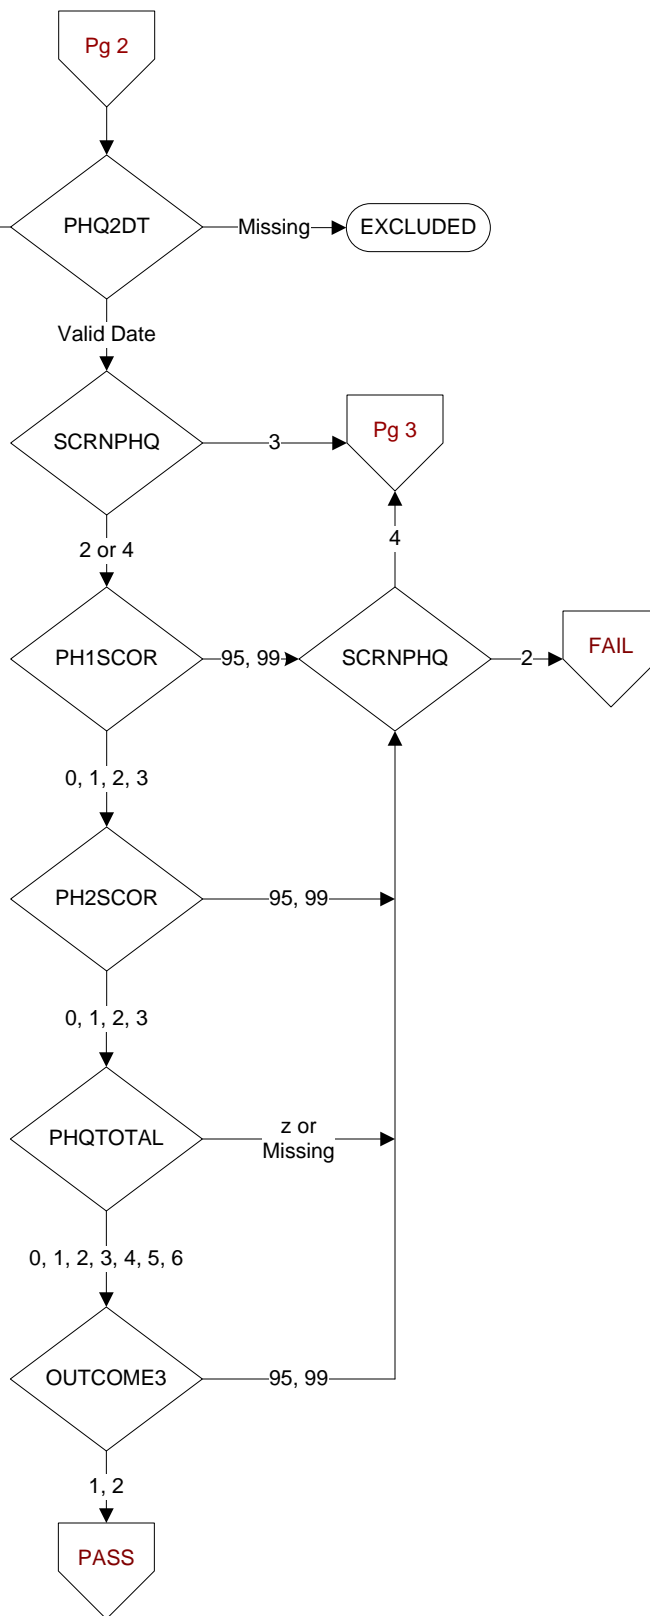 Pg 2
PHQ2DT
Missing
EXCLUDED
Valid Date
SCRNPHQ
3
Pg 3
2 or 4
4
PH1SCOR
95, 99
SCRNPHQ
2
FAIL
0, 1, 2, 3
PH2SCOR
95, 99
0, 1, 2, 3
PHQTOTAL
z or
Missing
0, 1, 2, 3, 4, 5, 6
OUTCOME3
95, 99
1, 2
PASS